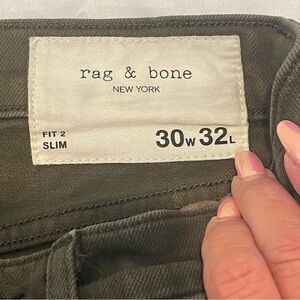 rag & bone
NEW YORK
FIT 2
SLIM
30W 32L